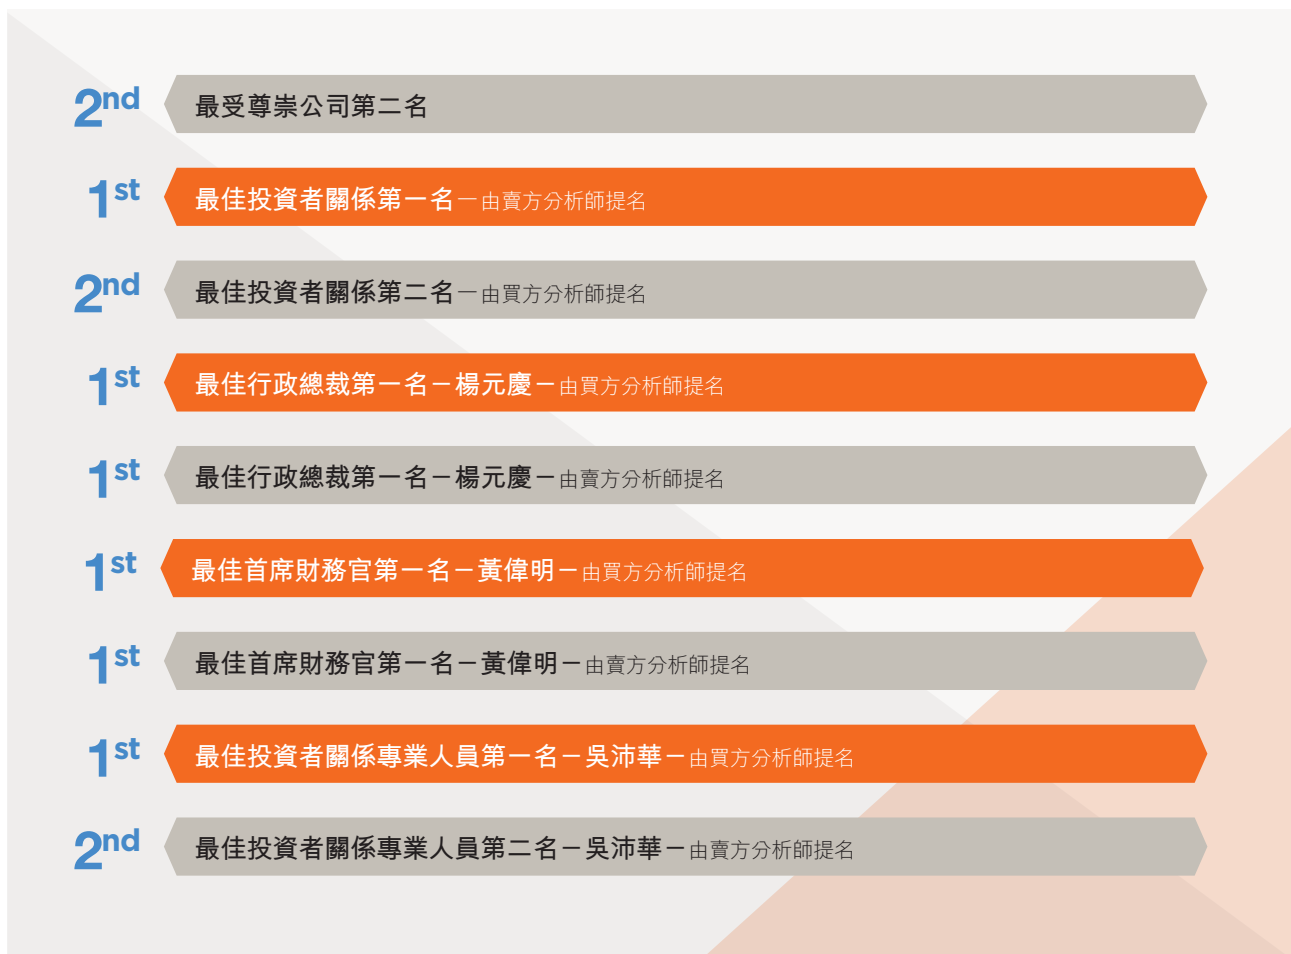 2nd 最受尊崇公司第二名
1st 最佳投資者關係第一名－由賣方分析師提名
2nd 最佳投資者關係第二名－由買方分析師提名
1st 最佳行政總裁第一名－楊元慶－由買方分析師提名
1st 最佳行政總裁第一名－楊元慶－由賣方分析師提名
1st 最佳首席財務官第一名－黃偉明－由買方分析師提名
1st 最佳首席財務官第一名－黃偉明－由賣方分析師提名
1st 最佳投資者關係專業人員第一名－吳沛華－由買方分析師提名
2nd 最佳投資者關係專業人員第二名－吳沛華－由賣方分析師提名